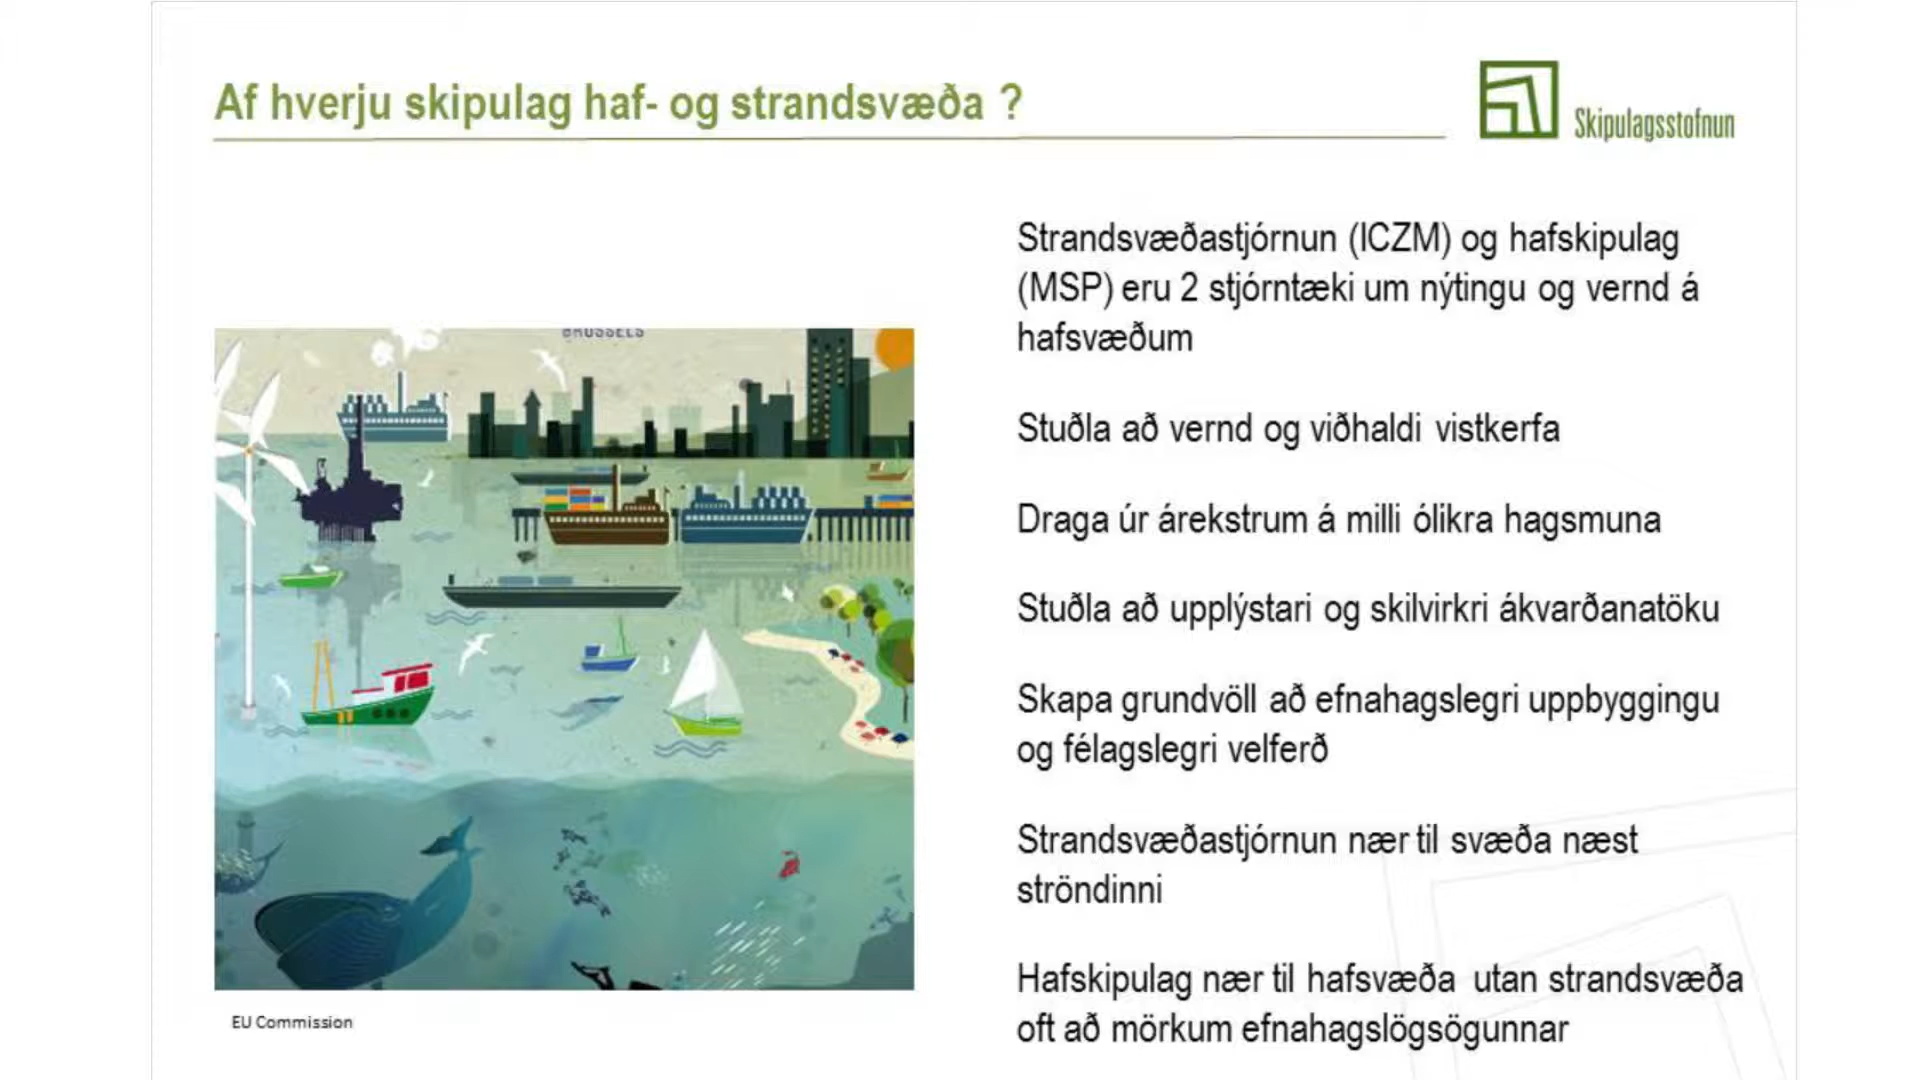 Af hverju skipulag haf- og strandsvæða ?
Skipulagsstofnun
BRUSSELS
EU Commission
Strandsvæðastjórnun (ICZM) og hafskipulag
(MSP) eru 2 stjórntæki um nýtingu og vernd á
hafsvæðum
Stuðla að vernd og viðhaldi vistkerfa
Draga úr árekstrum á milli ólíkra hagsmuna
Stuðla að upplýstari og skilvirkri ákvarðanatöku
Skapa grundvöll að efnahagslegri uppbyggingu
og félagslegri velferð
Strandsvæðastjórnun nær til svæða næst
ströndinni
Hafskipulag nær til hafsvæða utan strandsvæða
oft að mörkum efnahagslögsögunnar